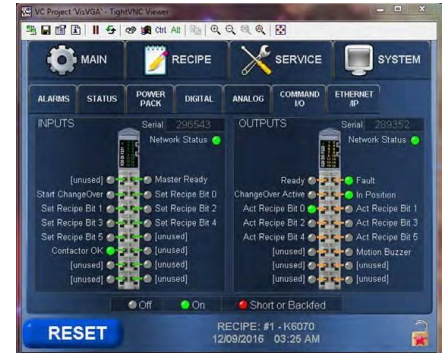 VC Project 'VisVGA' - TightVNC Viewer
Ctrl Alt
MAIN
RECIPE
SERVICE
SYSTEM
ALARMS
STATUS
POWER PACK
DIGITAL
ANALOG
COMMAND I/O
ETHERNET /IP
INPUTS
Serial 296543
Network Status
[unused] Master Ready
Start ChangeOver Set Recipe Bit 0
Set Recipe Bit 1 Set Recipe Bit 2
Set Recipe Bit 3 Set Recipe Bit 4
Set Recipe Bit 5 [unused]
Contactor OK [unused]
[unused] [unused]
[unused] [unused]
OUTPUTS
Serial 289352
Network Status
Ready Fault
ChangeOver Active In Position
Act Recipe Bit 0 Act Recipe Bit 1
Act Recipe Bit 2 Act Recipe Bit 3
Act Recipe Bit 4 Act Recipe Bit 5
[unused] Motion Buzzer
[unused] [unused]
[unused] [unused]
Off On Short or Backfed
RESET
RECIPE: #1 - K6070
12/09/2016 03:25 AM